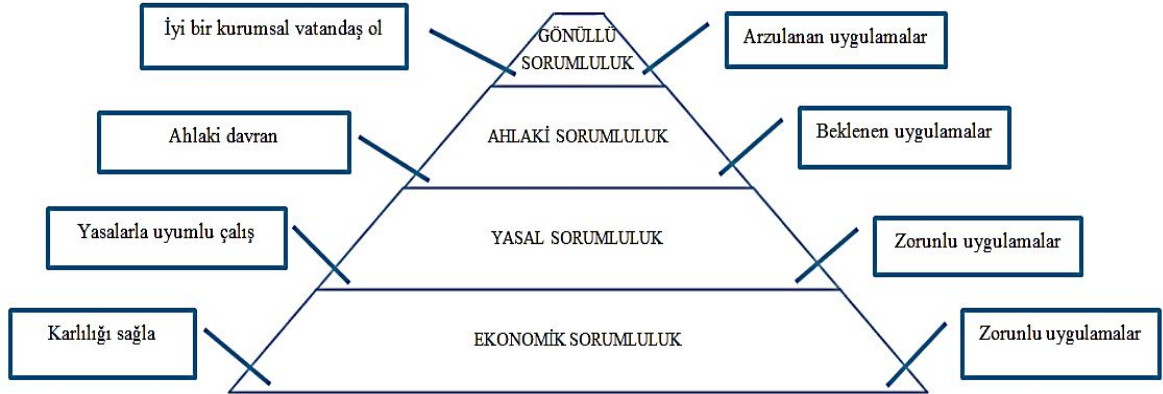 İyi bir kurumsal vatandaş ol
GÖNÜLLÜ
SORUMLULUK
Arzulanan uygulamalar
Ahlaki davran
AHLAKİ SORUMLULUK
Beklenen uygulamalar
Yasalarla uyumlu çalış
YASAL SORUMLULUK
Zorunlu uygulamalar
Karlılığı sağla
EKONOMİK SORUMLULUK
Zorunlu uygulamalar